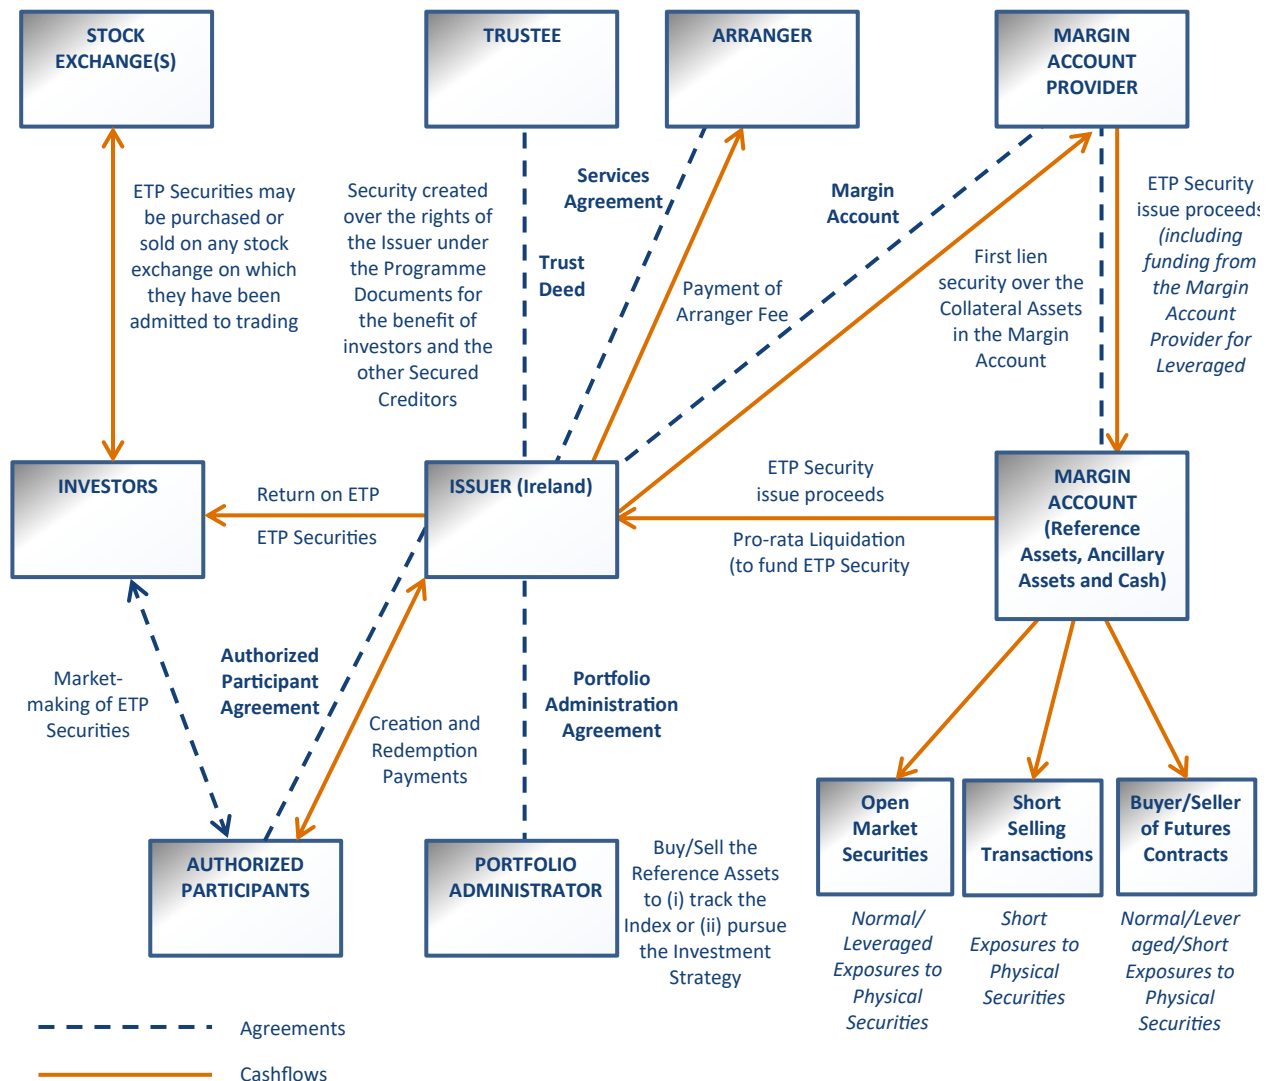 STOCK
EXCHANGE(S)
TRUSTEE
ARRANGER
MARGIN
ACCOUNT
PROVIDER
ETP Securities may
be purchased or
sold on any stock
exchange on which
they have been
admitted to trading
Security created
over the rights of
the Issuer under
the Programme
Documents for
the benefit of
investors and the
other Secured
Creditors
Trust
Deed
Services
Agreement
Payment of
Arranger Fee
Margin
Account
First lien
security over the
Collateral Assets
in the Margin
Account
ETP Security
issue proceeds
(including
funding from
the Margin
Account
Provider for
Leveraged
INVESTORS
Return on ETP
ETP Securities
ISSUER (Ireland)
ETP Security
issue proceeds
Pro-rata Liquidation
(to fund ETP Security
MARGIN
ACCOUNT
(Reference
Assets, Ancillary
Assets and Cash)
Market-
making of ETP
Securities
Authorized
Participant
Agreement
Creation and
Redemption
Payments
Portfolio
Administration
Agreement
AUTHORIZED
PARTICIPANTS
PORTFOLIO
ADMINISTRATOR
Buy/Sell the
Reference Assets
to (i) track the
Index or (ii) pursue
the Investment
Strategy
Open
Market
Securities
Short
Selling
Transactions
Buyer/Seller
of Futures
Contracts
Normal/
Leveraged
Exposures to
Physical
Securities
Short
Exposures to
Physical
Securities
Normal/Lever
aged/Short
Exposures to
Physical
Securities
Agreements
Cashflows